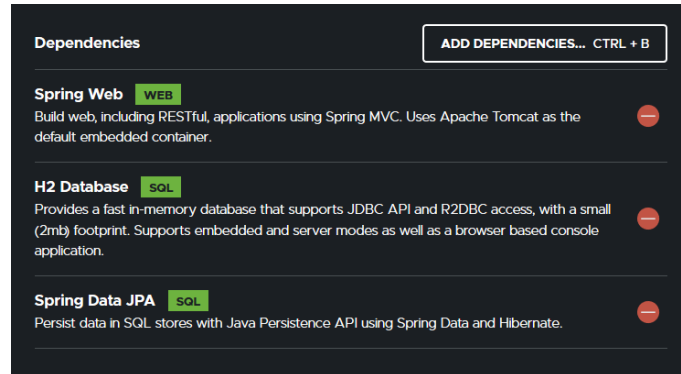 Dependencies
ADD DEPENDENCIES... CTRL + B
Spring Web WEB
Build web, including RESTful, applications using Spring MVC. Uses Apache Tomcat as the
default embedded container.
H2 Database SQL
Provides a fast in-memory database that supports JDBC API and R2DBC access, with a small
(2mb) footprint. Supports embedded and server modes as well as a browser based console
application.
Spring Data JPA SQL
Persist data in SQL stores with Java Persistence API using Spring Data and Hibernate.